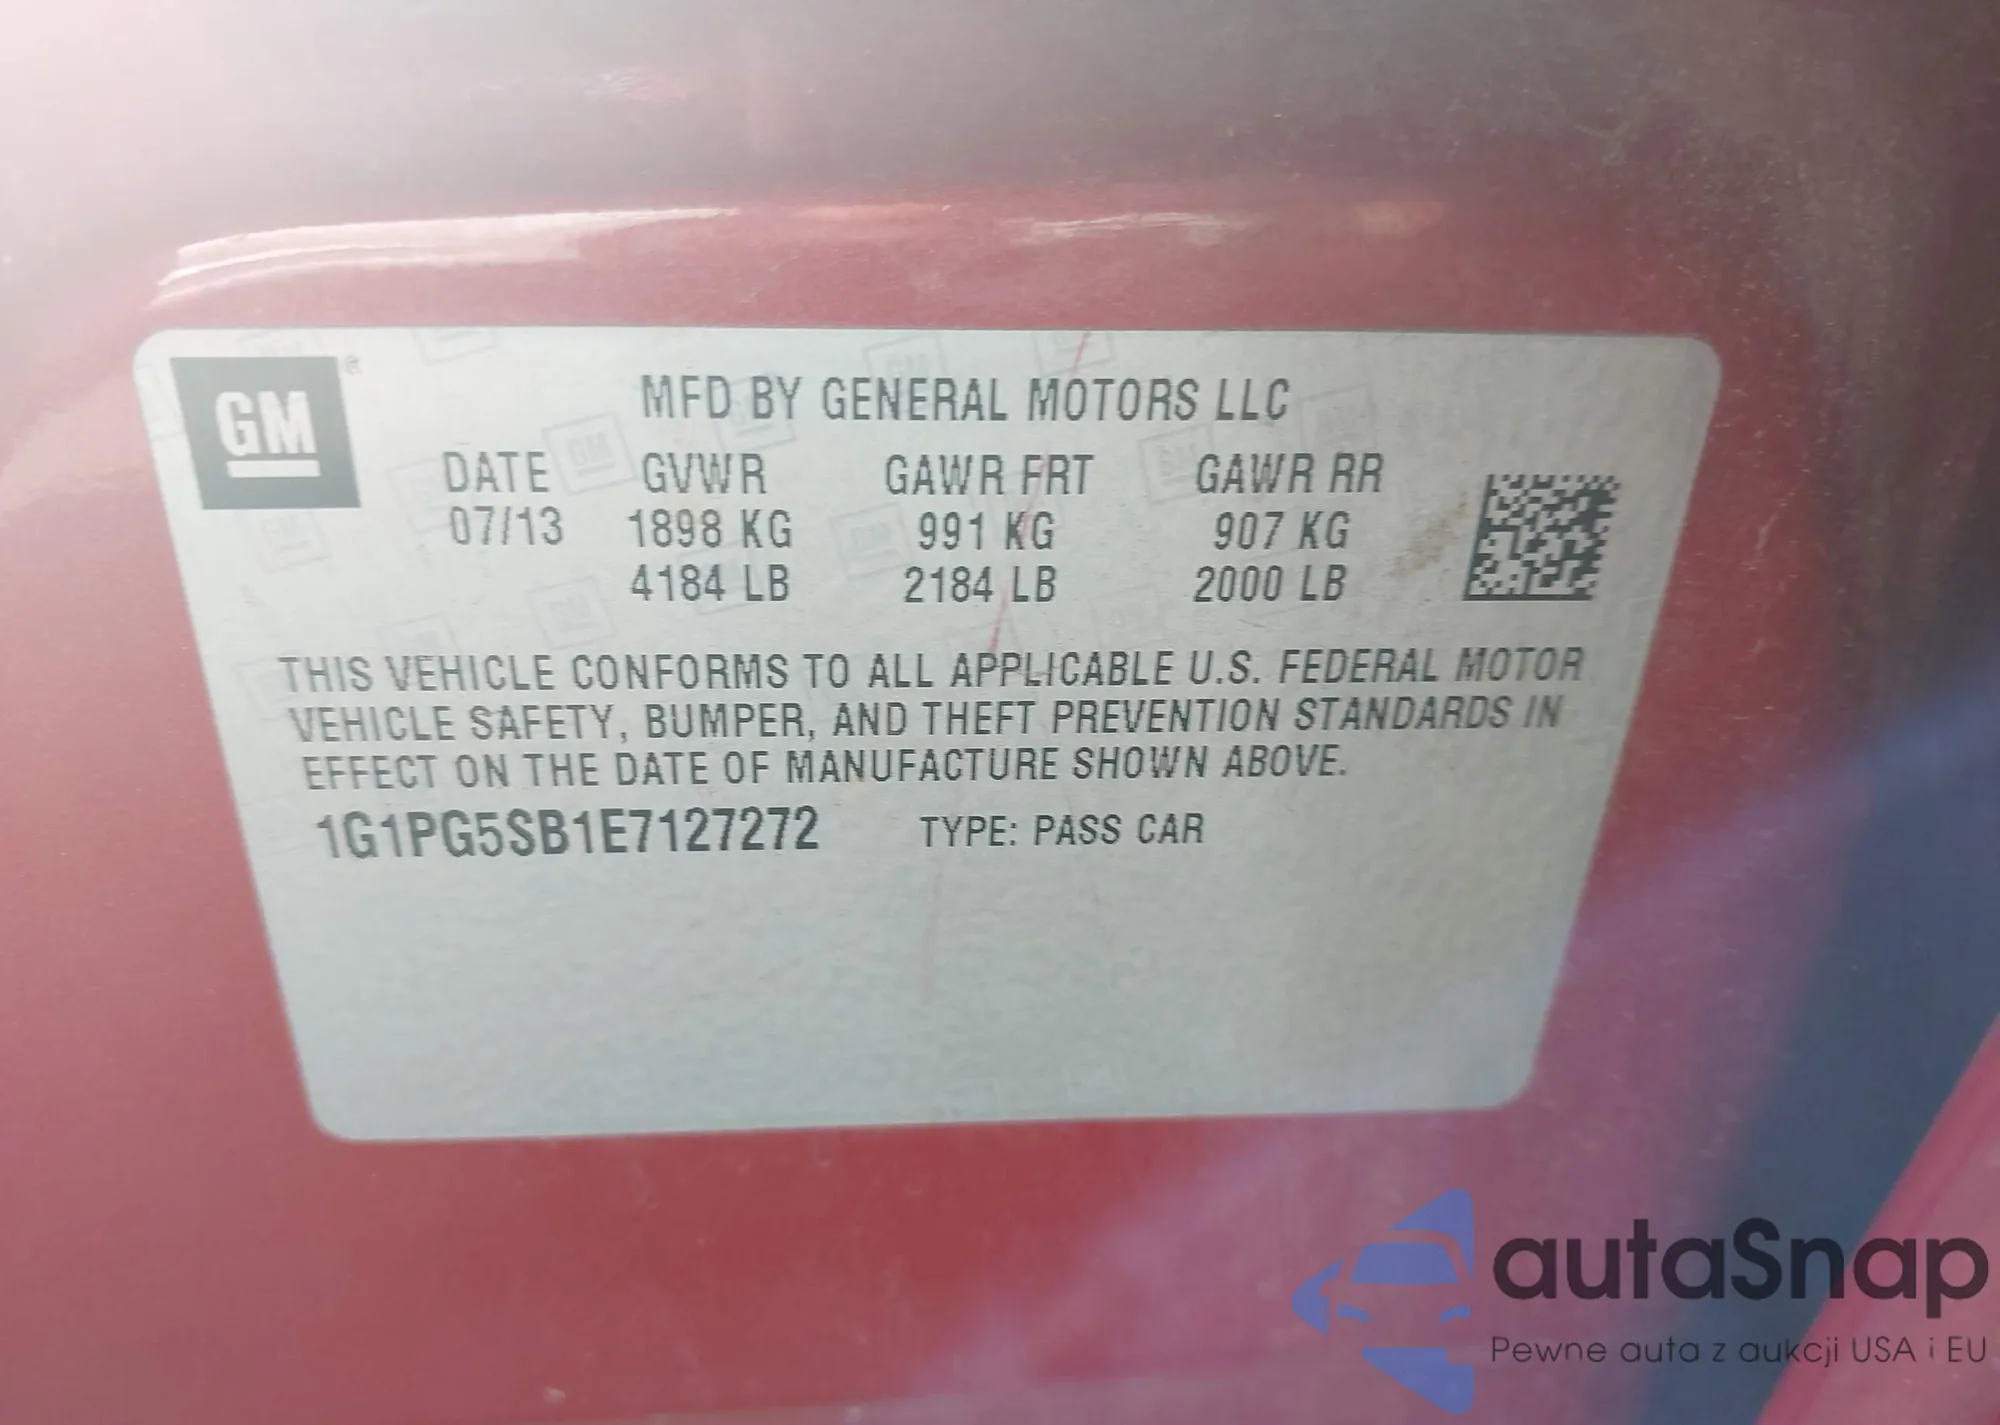 GM
MFD BY GENERAL MOTORS LLC
DATE GVWR GAWR FRT GAWR RR
07/13 1898 KG 991 KG 907 KG
4184 LB 2184 LB 2000 LB
THIS VEHICLE CONFORMS TO ALL APPLICABLE U.S. FEDERAL MOTOR
VEHICLE SAFETY, BUMPER, AND THEFT PREVENTION STANDARDS IN
EFFECT ON THE DATE OF MANUFACTURE SHOWN ABOVE.
1G1PG5SB1E7127272 TYPE: PASS CAR
autaSnap
Pewne auta z aukcji USA i EU